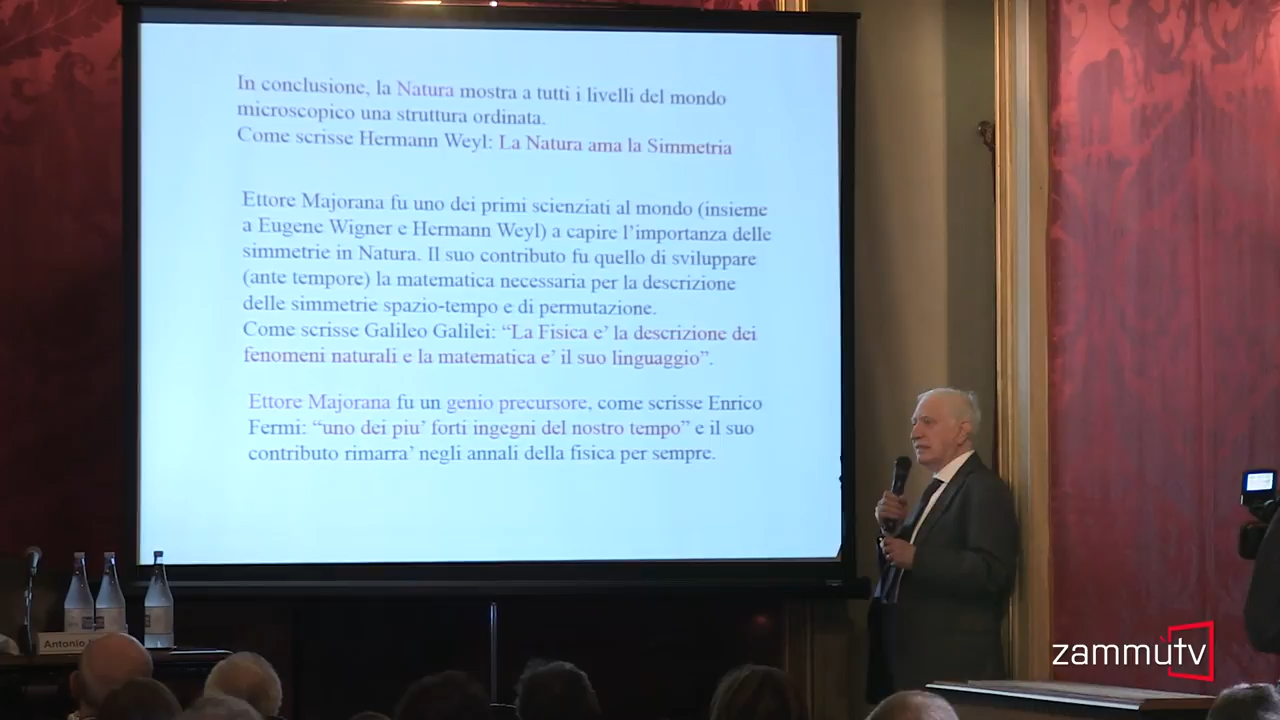 In conclusione, la Natura mostra a tutti i livelli del mondo
microscopico una struttura ordinata.
Come scrisse Hermann Weyl: La Natura ama la Simmetria
Ettore Majorana fu uno dei primi scienziati al mondo (insieme
a Eugene Wigner e Hermann Weyl) a capire l’importanza delle
simmetrie in Natura. Il suo contributo fu quello di sviluppare
(ante tempore) la matematica necessaria per la descrizione
delle simmetrie spazio-tempo e di permutazione.
Come scrisse Galileo Galilei: “La Fisica e’ la descrizione dei
fenomeni naturali e la matematica e’ il suo linguaggio”.
Ettore Majorana fu un genio precursore, come scrisse Enrico
Fermi: “uno dei piu’ forti ingegni del nostro tempo” e il suo
contributo rimarra’ negli annali della fisica per sempre.
Antonio
zammùtv